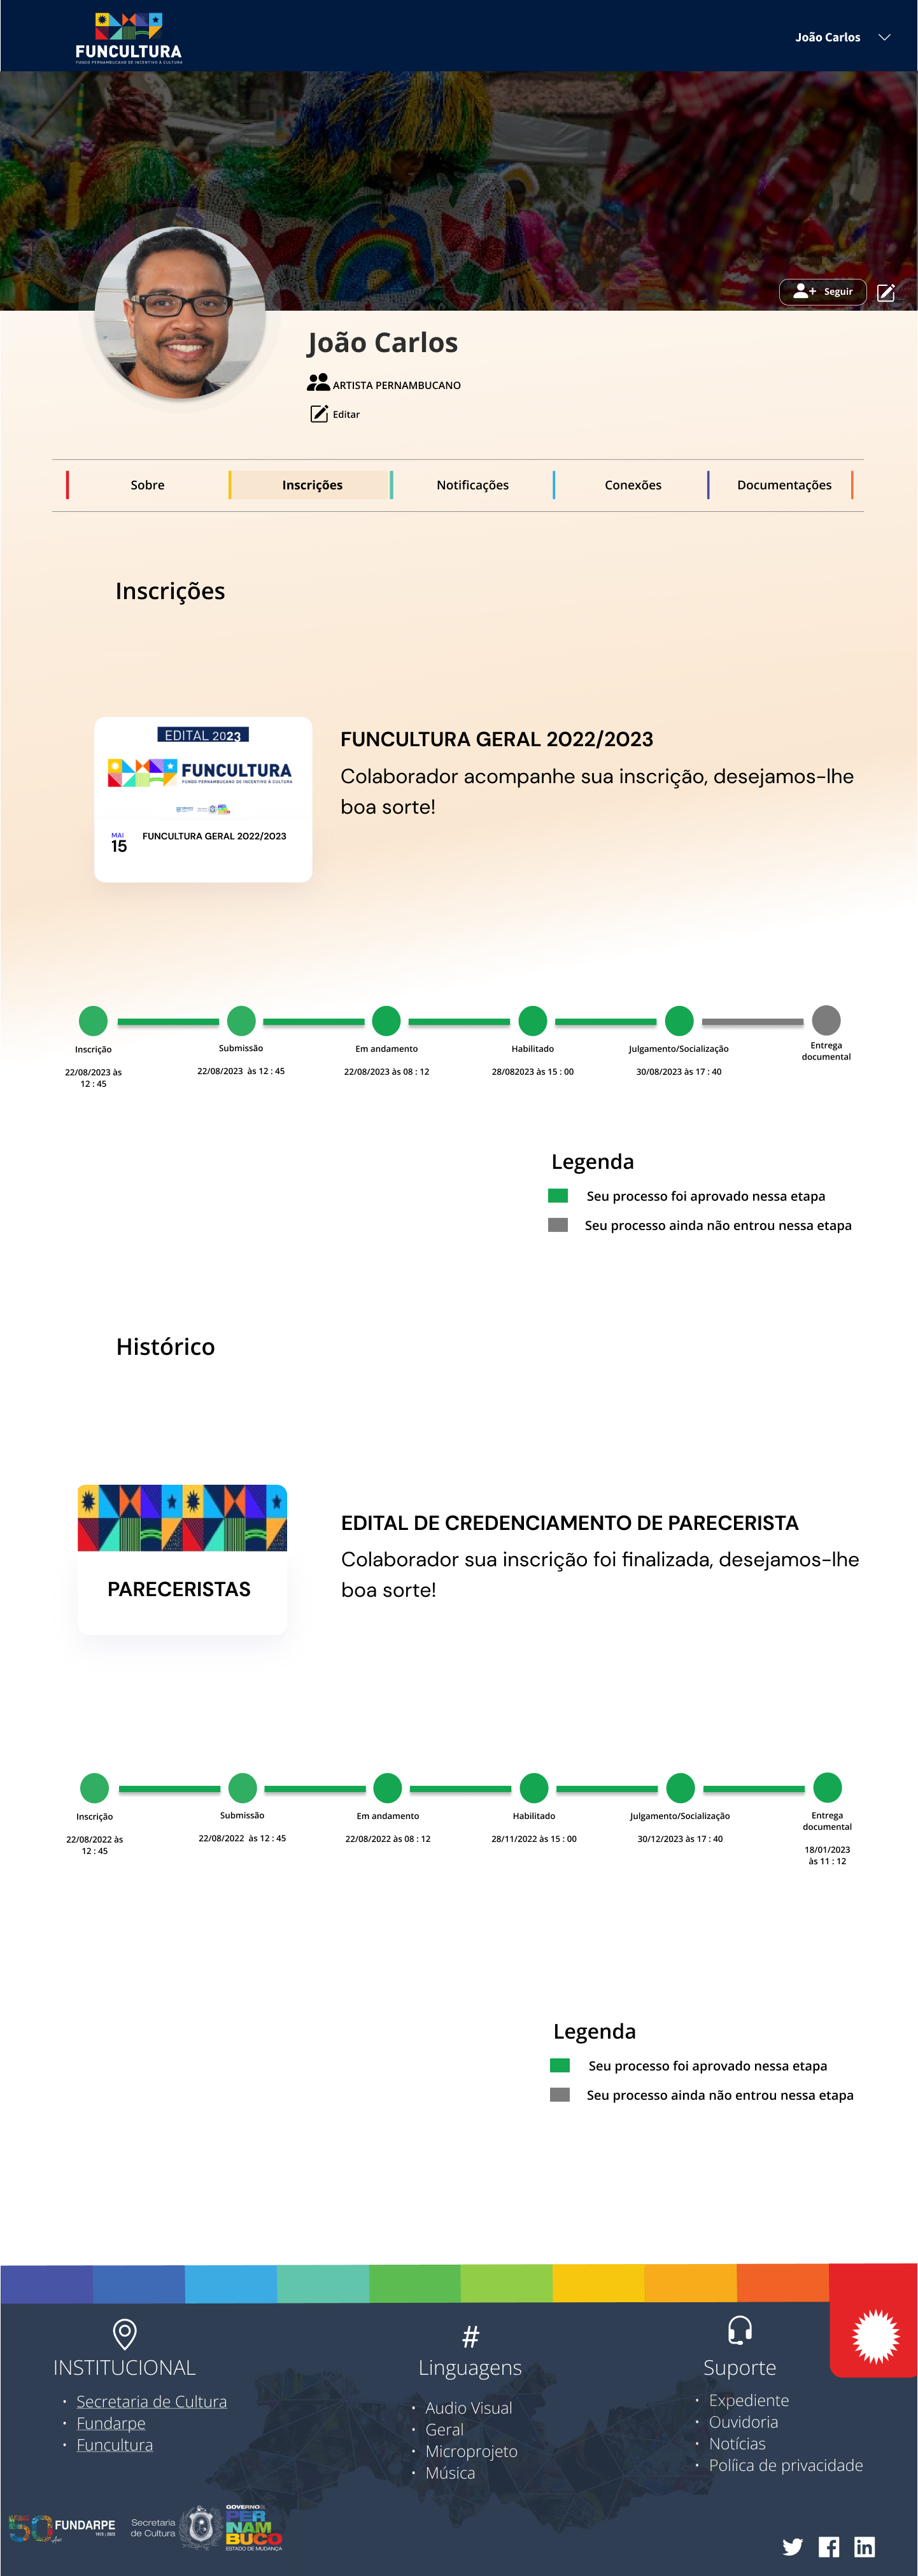 FUNCULTURA
FUNDO PERNAMBUCANO DE INCENTIVO À CULTURA
João Carlos
Seguir
João Carlos
ARTISTA PERNAMBUCANO
Editar
Sobre
Inscrições
Notificações
Conexões
Documentações
Inscrições
EDITAL 2023
FUNCULTURA
FUNDO PERNAMBUCANO DE INCENTIVO À CULTURA
MAI
15
FUNCULTURA GERAL 2022/2023
FUNCULTURA GERAL 2022/2023
Colaborador acompanhe sua inscrição, desejamos-lhe
boa sorte!
Inscrição
22/08/2023 às
12 : 45
Submissão
22/08/2023 às 12 : 45
Em andamento
22/08/2023 às 08 : 12
Habilitado
28/082023 às 15 : 00
Julgamento/Socialização
30/08/2023 às 17 : 40
Entrega
documental
Legenda
Seu processo foi aprovado nessa etapa
Seu processo ainda não entrou nessa etapa
Histórico
PARECERISTAS
EDITAL DE CREDENCIAMENTO DE PARECERISTA
Colaborador sua inscrição foi finalizada, desejamos-lhe
boa sorte!
Inscrição
22/08/2022 às
12 : 45
Submissão
22/08/2022 às 12 : 45
Em andamento
22/08/2022 às 08 : 12
Habilitado
28/11/2022 às 15 : 00
Julgamento/Socialização
30/12/2023 às 17 : 40
Entrega
documental
18/01/2023
às 11 : 12
Legenda
Seu processo foi aprovado nessa etapa
Seu processo ainda não entrou nessa etapa
INSTITUCIONAL
• Secretaria de Cultura
• Fundarpe
• Funcultura
#
Linguagens
• Audio Visual
• Geral
• Microprojeto
• Música
Suporte
• Expediente
• Ouvidoria
• Notícias
• Políica de privacidade
50 FUNDARPE
Secretaria
de Cultura
GOVERNO DE
PER
NAM
BUCO
ESTADO DE MUDANÇA